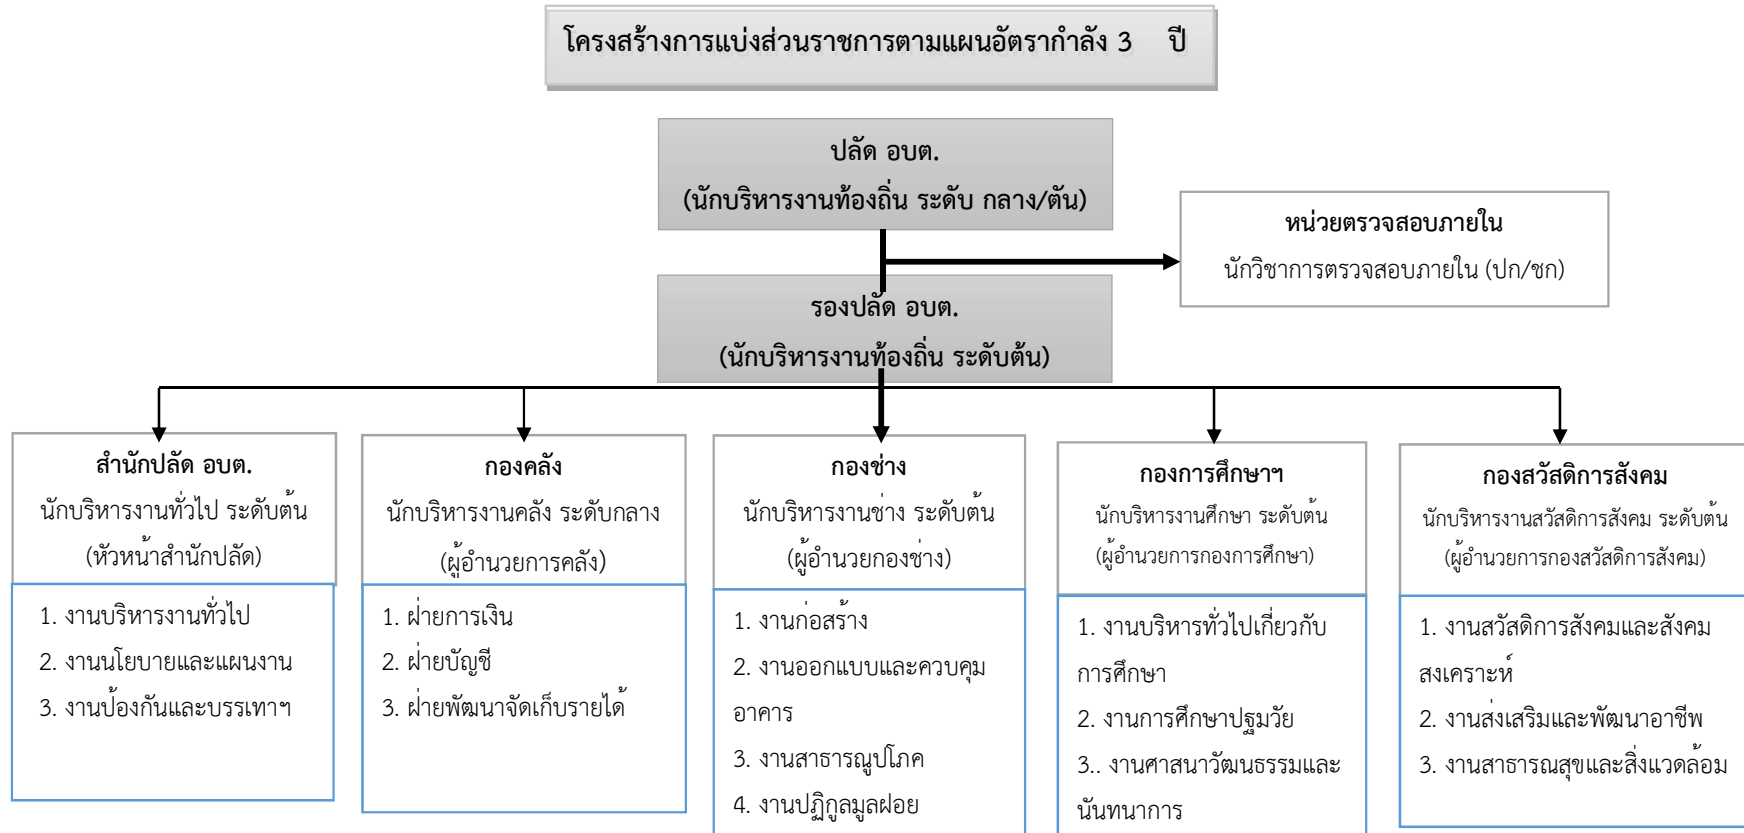 โครงสร้างการแบ่งส่วนราชการตามแผนอัตรากำลัง 3 ปี
ปลัด อบต.
(นักบริหารงานท้องถิ่น ระดับ กลาง/ต้น)
หน่วยตรวจสอบภายใน
นักวิชาการตรวจสอบภายใน (ปก/ชก)
รองปลัด อบต.
(นักบริหารงานท้องถิ่น ระดับต้น)
สำนักปลัด อบต.
นักบริหารงานทั่วไป ระดับต้น
(หัวหน้าสำนักปลัด)
1. งานบริหารงานทั่วไป
2. งานนโยบายและแผนงาน
3. งานป้องกันและบรรเทาฯ
กองคลัง
นักบริหารงานคลัง ระดับกลาง
(ผู้อำนวยการคลัง)
1. ฝ่ายการเงิน
2. ฝ่ายบัญชี
3. ฝ่ายพัฒนาจัดเก็บรายได้
กองช่าง
นักบริหารงานช่าง ระดับต้น
(ผู้อำนวยกองช่าง)
1. งานก่อสร้าง
2. งานออกแบบและควบคุม
อาคาร
3. งานสาธารณูปโภค
4. งานปฏิกูลมูลฝอย
กองการศึกษาฯ
นักบริหารงานศึกษา ระดับต้น
(ผู้อำนวยการกองการศึกษา)
1. งานบริหารทั่วไปเกี่ยวกับ
การศึกษา
2. งานการศึกษาปฐมวัย
3.. งานศาสนาวัฒนธรรมและ
นันทนาการ
กองสวัสดิการสังคม
นักบริหารงานสวัสดิการสังคม ระดับต้น
(ผู้อำนวยการกองสวัสดิการสังคม)
1. งานสวัสดิการสังคมและสังคม
สงเคราะห์
2. งานส่งเสริมและพัฒนาอาชีพ
3. งานสาธารณสุขและสิ่งแวดล้อม